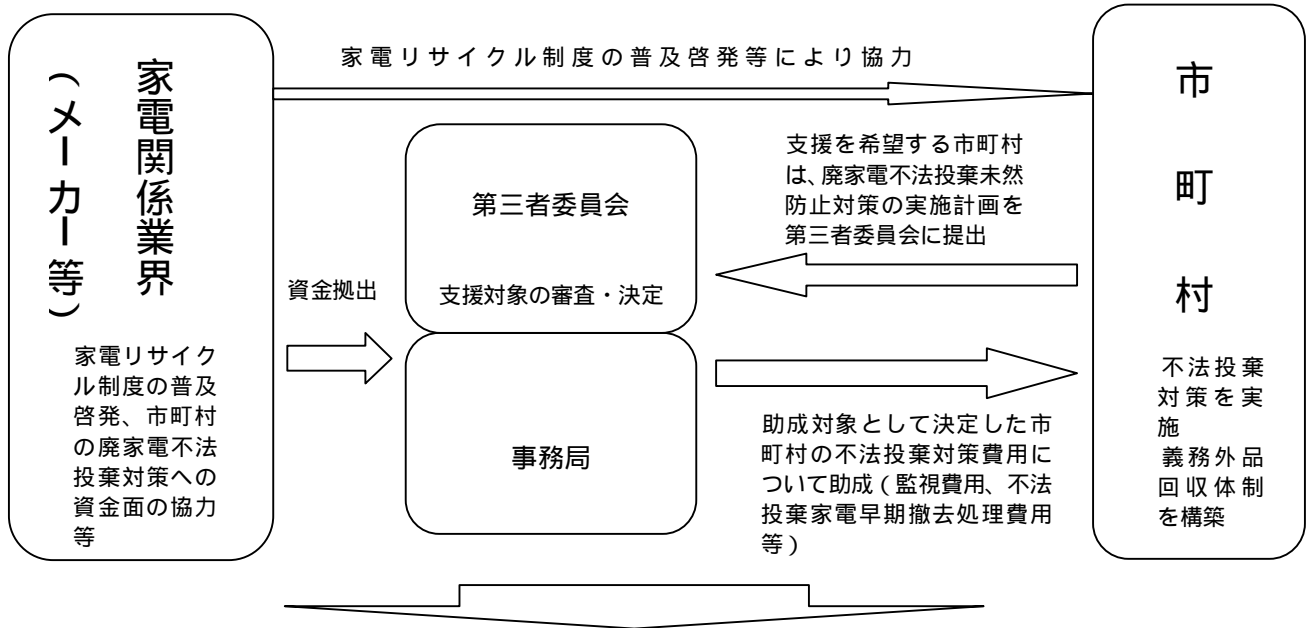 家電関係業界
（メーカー等）
家電リサイク
ル制度の普及
啓発、市町村
の廃家電不法
投棄対策への
資金面の協力
等
家電リサイクル制度の普及啓発等により協力
資金拠出
第三者委員会
支援対象の審査・決定
事務局
支援を希望する市町村
は、廃家電不法投棄未然
防止対策の実施計画を
第三者委員会に提出
助成対象として決定した市
町村の不法投棄対策費用に
ついて助成（監視費用、不法
投棄家電早期撤去処理費用
等）
市町村
不法投棄
対策を実
施
義務外品
回収体制
を構築